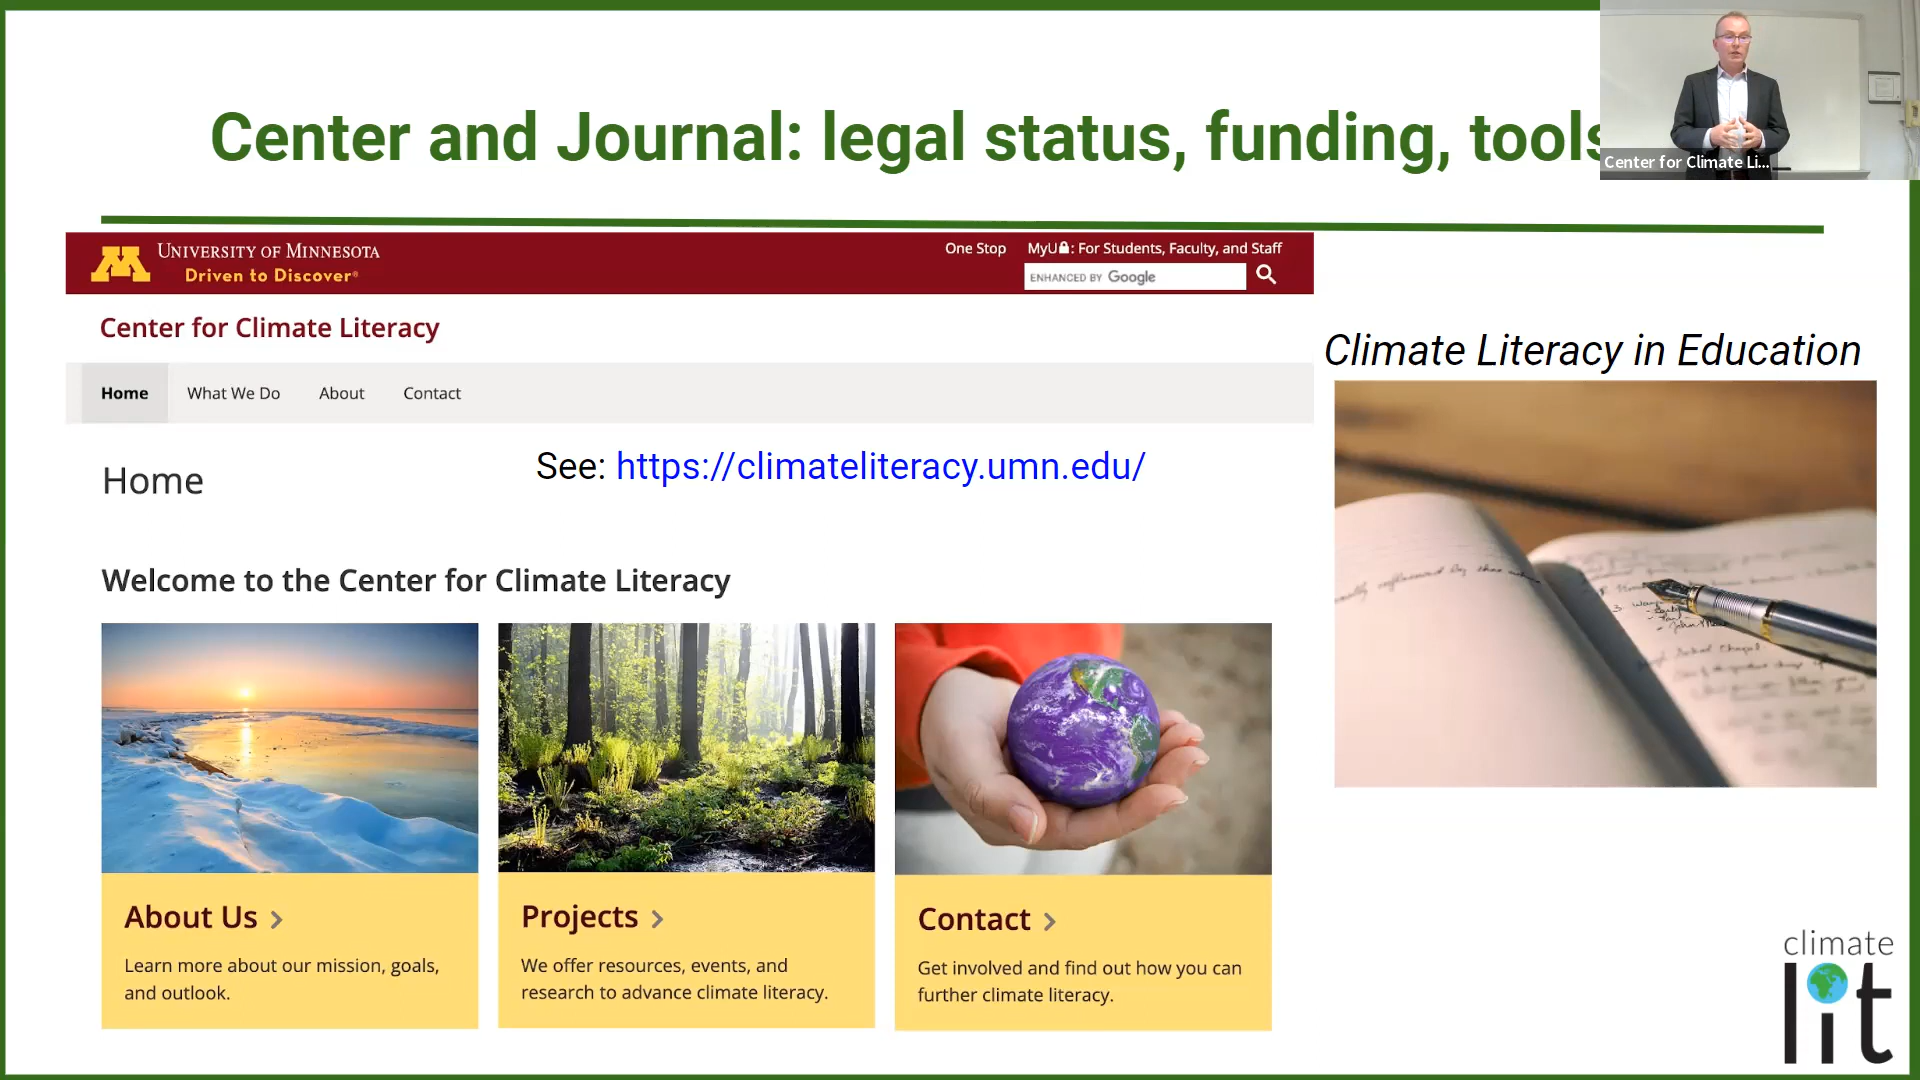 Center and Journal: legal status, funding, tools
Center for Climate Li...
UNIVERSITY OF MINNESOTA
Driven to Discover®
One Stop
MyU: For Students, Faculty, and Staff
ENHANCED BY Google
Center for Climate Literacy
Home
What We Do
About
Contact
Climate Literacy in Education
Home
See: https://climateliteracy.umn.edu/
Welcome to the Center for Climate Literacy
About Us
Learn more about our mission, goals,
and outlook.
Projects
We offer resources, events, and
research to advance climate literacy.
Contact
Get involved and find out how you can
further climate literacy.
climate
lit